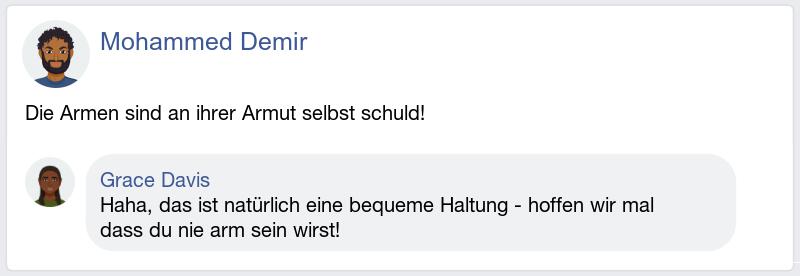 Mohammed Demir
Die Armen sind an ihrer Armut selbst schuld!
Grace Davis
Haha, das ist natürlich eine bequeme Haltung - hoffen wir mal
dass du nie arm sein wirst!